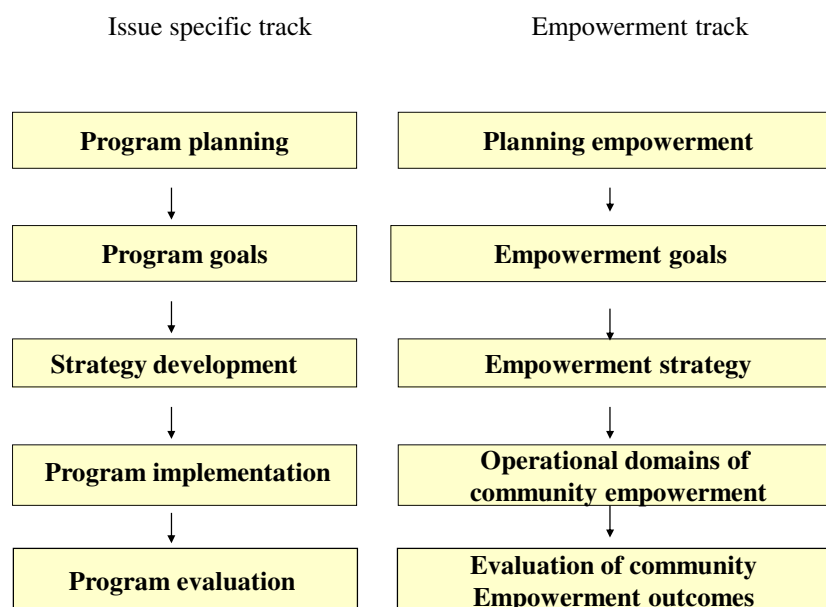 Issue specific track
Empowerment track
Program planning
Planning empowerment
Program goals
Empowerment goals
Strategy development
Empowerment strategy
Program implementation
Operational domains of
community empowerment
Program evaluation
Evaluation of community
Empowerment outcomes